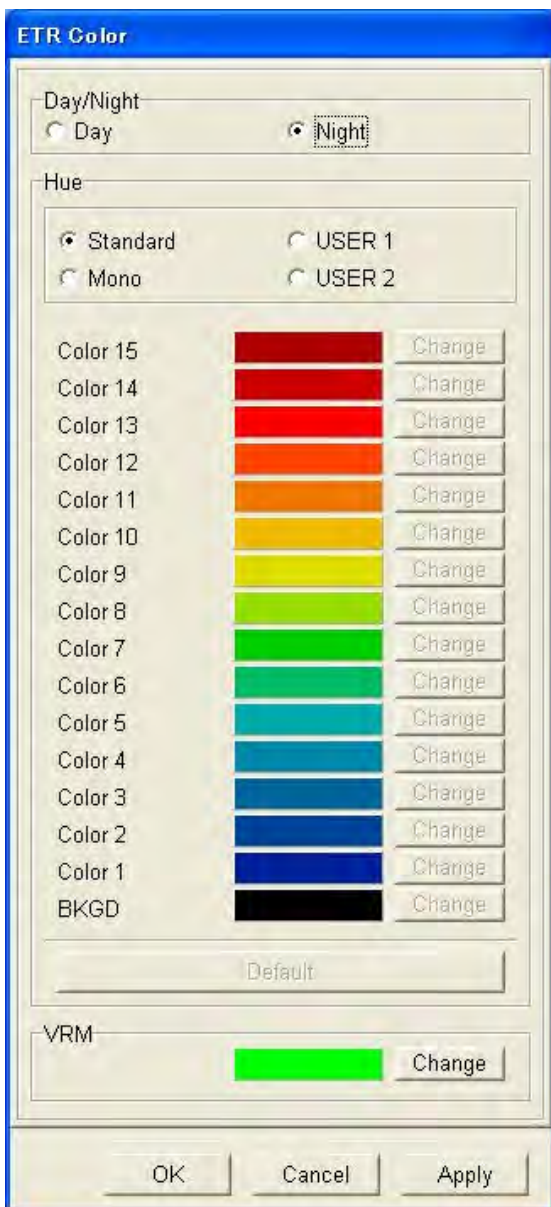 ETR Color
Day/Night
Day Night
Hue
Standard USER 1
Mono USER 2
Color 15 Change
Color 14 Change
Color 13 Change
Color 12 Change
Color 11 Change
Color 10 Change
Color 9 Change
Color 8 Change
Color 7 Change
Color 6 Change
Color 5 Change
Color 4 Change
Color 3 Change
Color 2 Change
Color 1 Change
BKGD Change
Default
VRM
Change
OK Cancel Apply